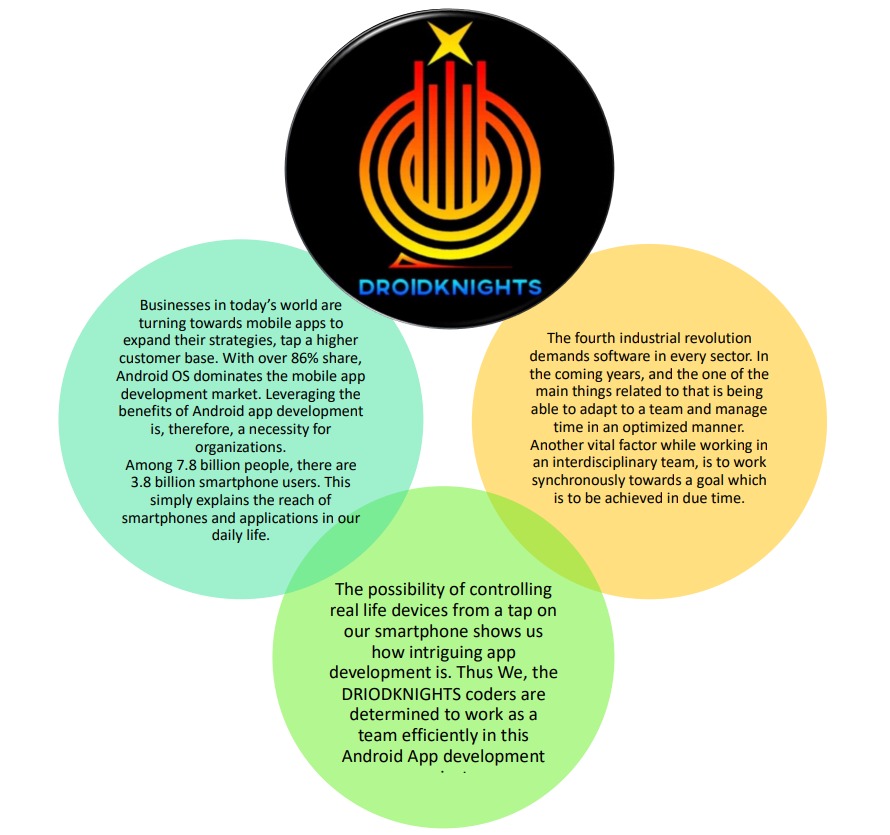 DROIDKNIGHTS
Businesses in today’s world are
turning towards mobile apps to
expand their strategies, tap a higher
customer base. With over 86% share,
Android OS dominates the mobile app
development market. Leveraging the
benefits of Android app development
is, therefore, a necessity for
organizations.
Among 7.8 billion people, there are
3.8 billion smartphone users. This
simply explains the reach of
smartphones and applications in our
daily life.
The fourth industrial revolution
demands software in every sector. In
the coming years, and the one of the
main things related to that is being
able to adapt to a team and manage
time in an optimized manner.
Another vital factor while working in
an interdisciplinary team, is to work
synchronously towards a goal which
is to be achieved in due time.
The possibility of controlling
real life devices from a tap on
our smartphone shows us
how intriguing app
development is. Thus We, the
DRIODKNIGHTS coders are
determined to work as a
team efficiently in this
Android App development